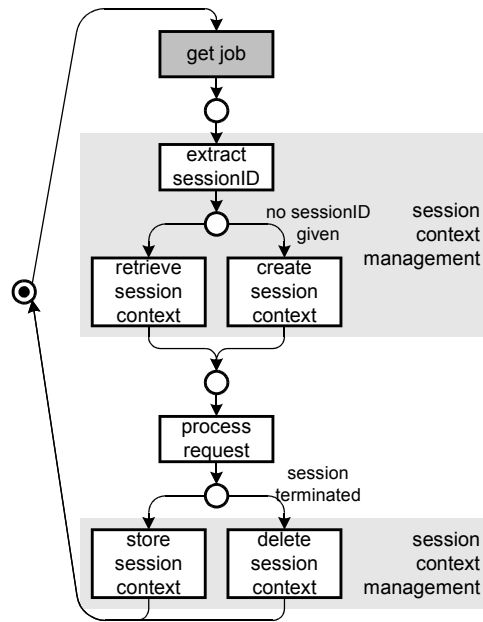 get job
extract
sessionID
no sessionID
given
session
context
management
retrieve
session
context
create
session
context
process
request
session
terminated
store
session
context
delete
session
context
session
context
management